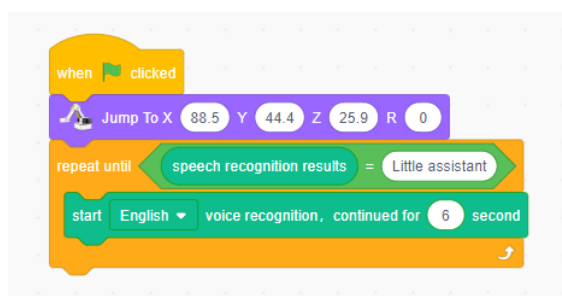 when clicked
Jump To X 88.5 Y 44.4 Z 25.9 R 0
repeat until speech recognition results = Little assistant
start English voice recognition, continued for 6 second